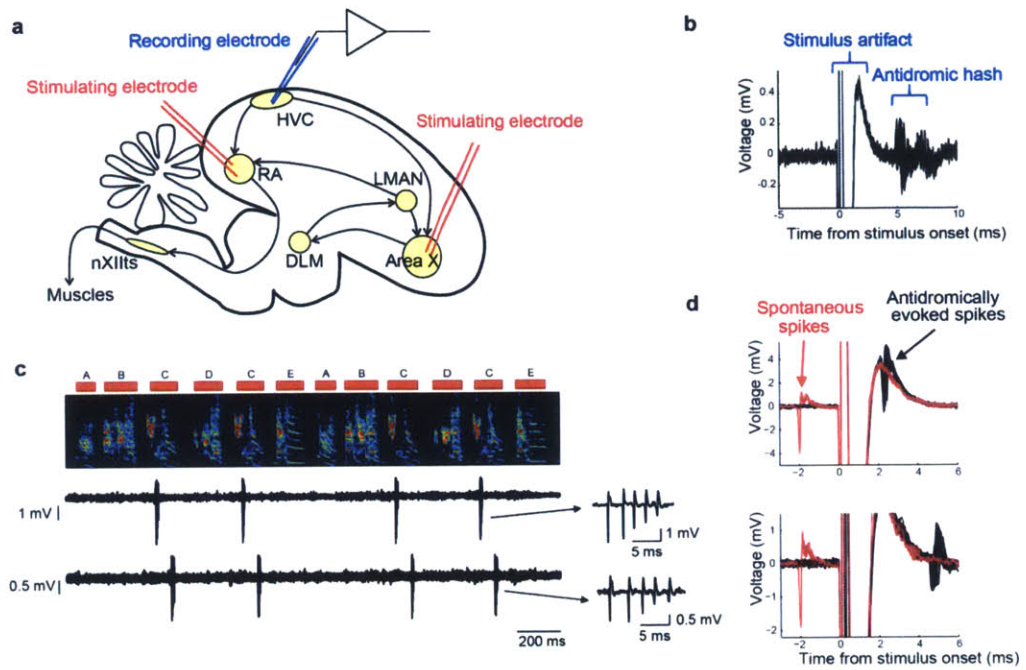 a
Recording electrode
Stimulating electrode
HVC
Stimulating electrode
RA
LMAN
DLM
Area X
nXIIts
Muscles
b
Stimulus artifact
Antidromic hash
Voltage (mV)
0.4
0.2
0
-0.2
-5 0 5 10
Time from stimulus onset (ms)
c
A B C D C E A B C D C E
1 mV
1 mV
5 ms
0.5 mV
0.5 mV
5 ms
200 ms
d
Spontaneous
spikes
Antidromically
evoked spikes
Voltage (mV)
4
2
0
-2
-4
-2 0 2 4 6
Voltage (mV)
1
0
-1
-2
-2 0 2 4 6
Time from stimulus onset (ms)